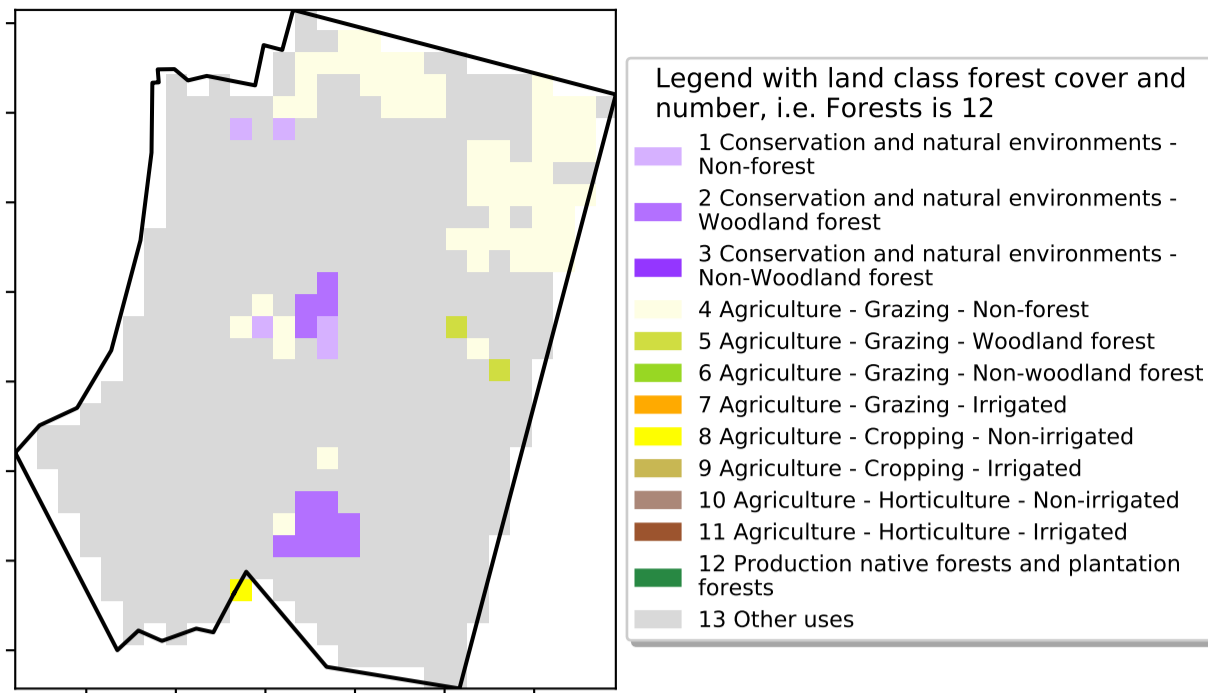 Legend with land class forest cover and
number, i.e. Forests is 12
1 Conservation and natural environments -
Non-forest
2 Conservation and natural environments -
Woodland forest
3 Conservation and natural environments -
Non-Woodland forest
4 Agriculture - Grazing - Non-forest
5 Agriculture - Grazing - Woodland forest
6 Agriculture - Grazing - Non-woodland forest
7 Agriculture - Grazing - Irrigated
8 Agriculture - Cropping - Non-irrigated
9 Agriculture - Cropping - Irrigated
10 Agriculture - Horticulture - Non-irrigated
11 Agriculture - Horticulture - Irrigated
12 Production native forests and plantation
forests
13 Other uses